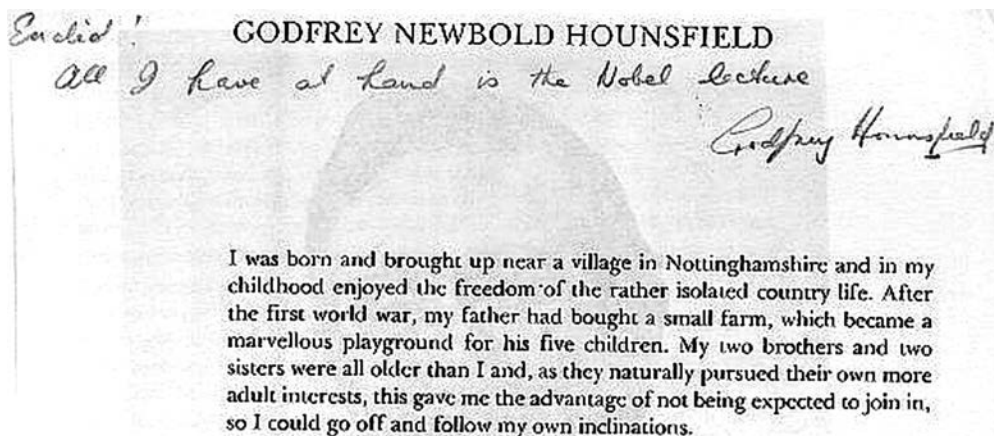 Euclid!
GODFREY NEWBOLD HOUNSFIELD
All I have at hand is the Nobel lecture
Godfrey Hounsfield
I was born and brought up near a village in Nottinghamshire and in my
childhood enjoyed the freedom of the rather isolated country life. After
the first world war, my father had bought a small farm, which became a
marvellous playground for his five children. My two brothers and two
sisters were all older than I and, as they naturally pursued their own more
adult interests, this gave me the advantage of not being expected to join in,
so I could go off and follow my own inclinations.